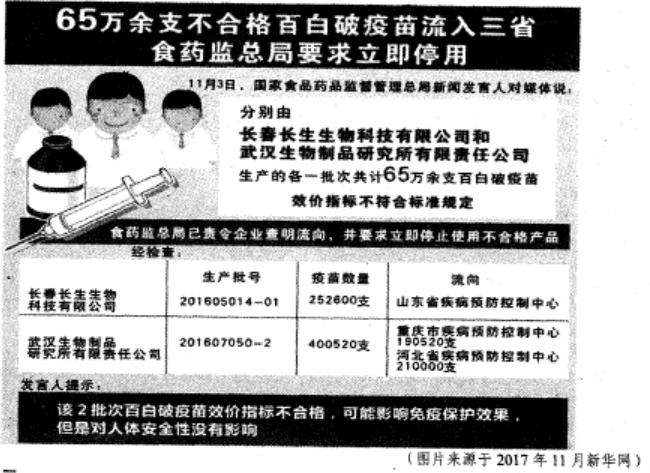 65万余支不合格百白破疫苗流入三省
食药监总局要求立即停用
11月3日，国家食品药品监督管理总局新闻发言人对媒体说：
分别由
长春长生生物科技有限公司和
武汉生物制品研究所有限责任公司
生产的各一批次共计65万余支百白破疫苗
效价指标不符合标准规定
食药监总局已责令企业查明流向，并要求立即停止使用不合格产品
经检查：
生产批号 疫苗数量 流向
长春长生生物
科技有限公司
201605014-01 252600支 山东省疾病预防控制中心
武汉生物制品
研究所有限责任公司
201607050-2 400520支
重庆市疾病预防控制中心
190520支
河北省疾病预防控制中心
210000支
发言人提示：
该2批次百白破疫苗效价指标不合格，可能影响免疫保护效果，
但是对人体安全性没有影响
（图片来源于2017年11月新华网）